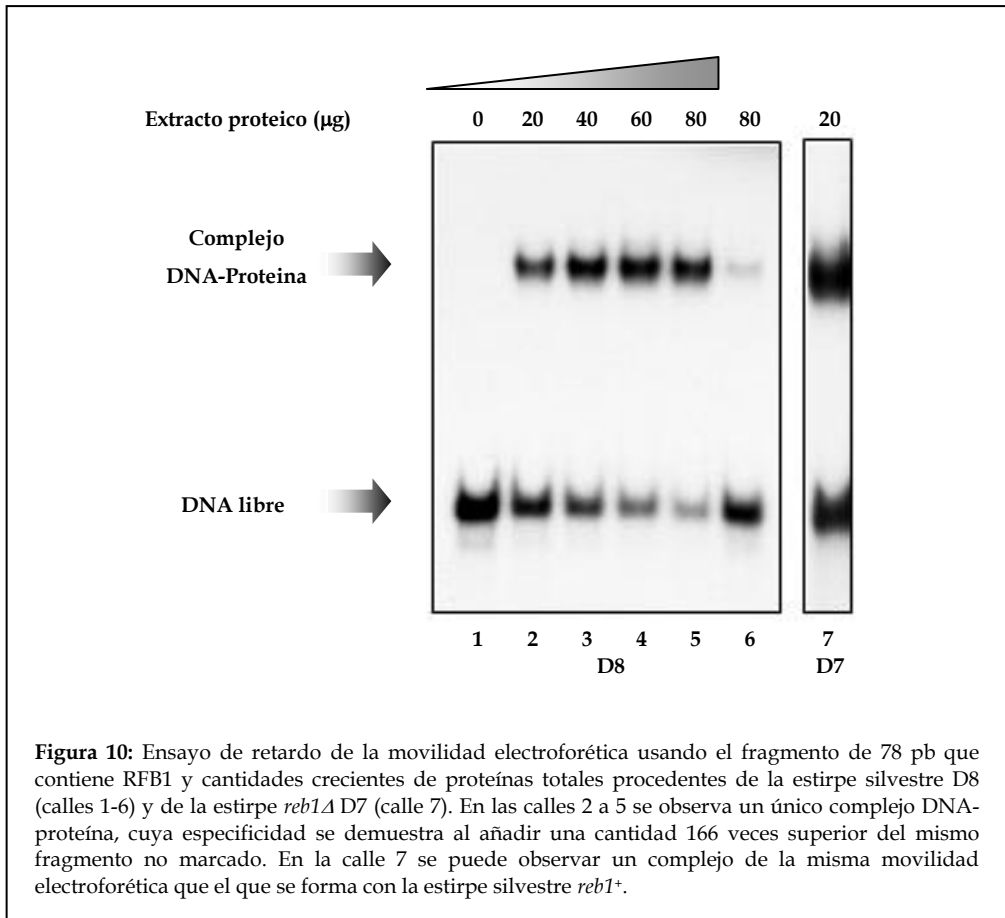 Extracto proteico (µg) 0 20 40 60 80 80 20
Complejo
DNA-Proteina
DNA libre
1 2 3 4 5 6 7
D8 D7
Figura 10: Ensayo de retardo de la movilidad electroforética usando el fragmento de 78 pb que
contiene RFB1 y cantidades crecientes de proteínas totales procedentes de la estirpe silvestre D8
(calles 1-6) y de la estirpe reb1Δ D7 (calle 7). En las calles 2 a 5 se observa un único complejo DNA-
proteína, cuya especificidad se demuestra al añadir una cantidad 166 veces superior del mismo
fragmento no marcado. En la calle 7 se puede observar un complejo de la misma movilidad
electroforética que el que se forma con la estirpe silvestre reb1⁺.